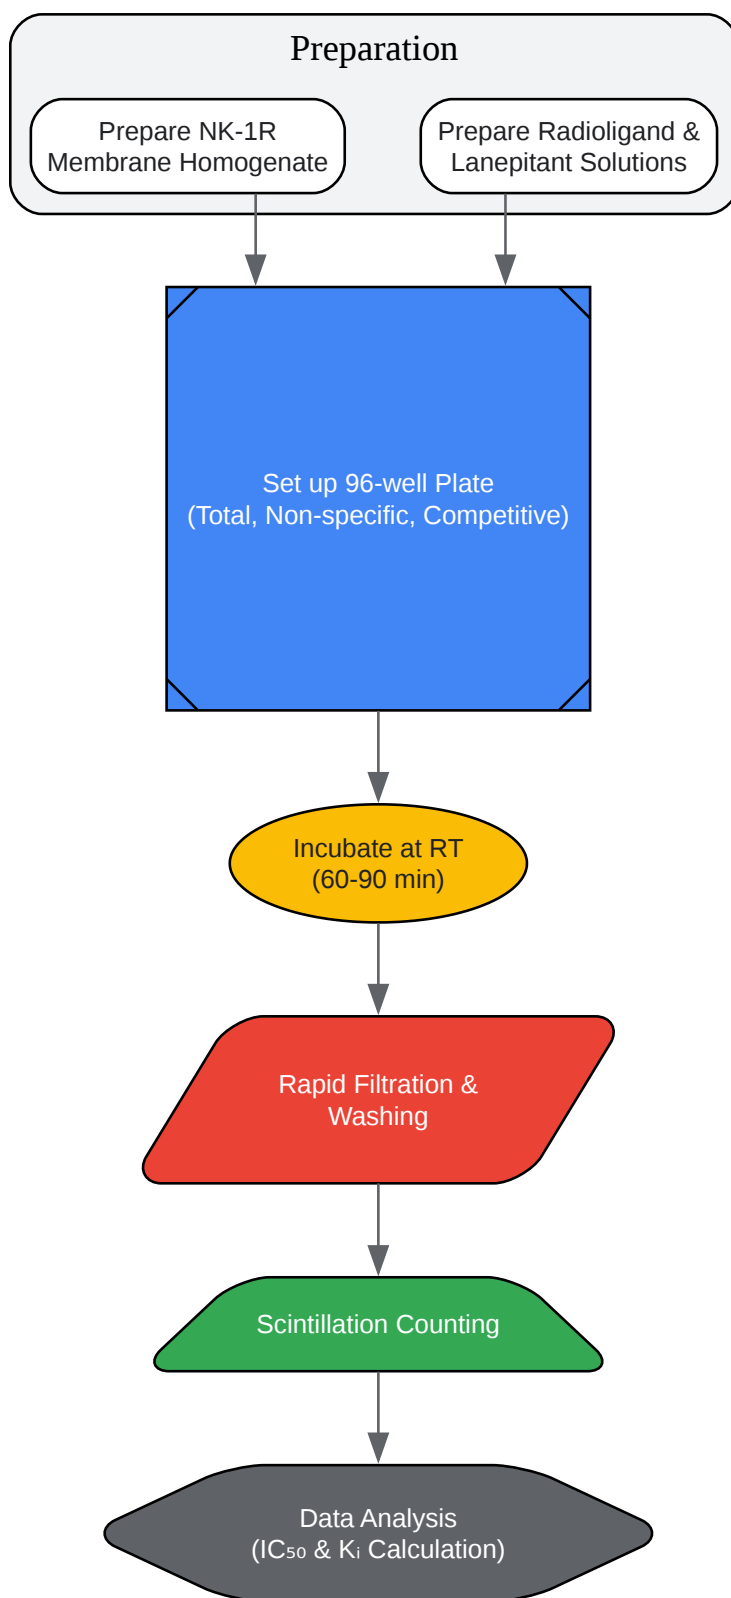 Preparation
Prepare NK-1R
Membrane Homogenate
Prepare Radioligand &
Lanepitant Solutions
Set up 96-well Plate
(Total, Non-specific, Competitive)
Incubate at RT
(60-90 min)
Rapid Filtration &
Washing
Scintillation Counting
Data Analysis
(IC₅₀ & Kᵢ Calculation)